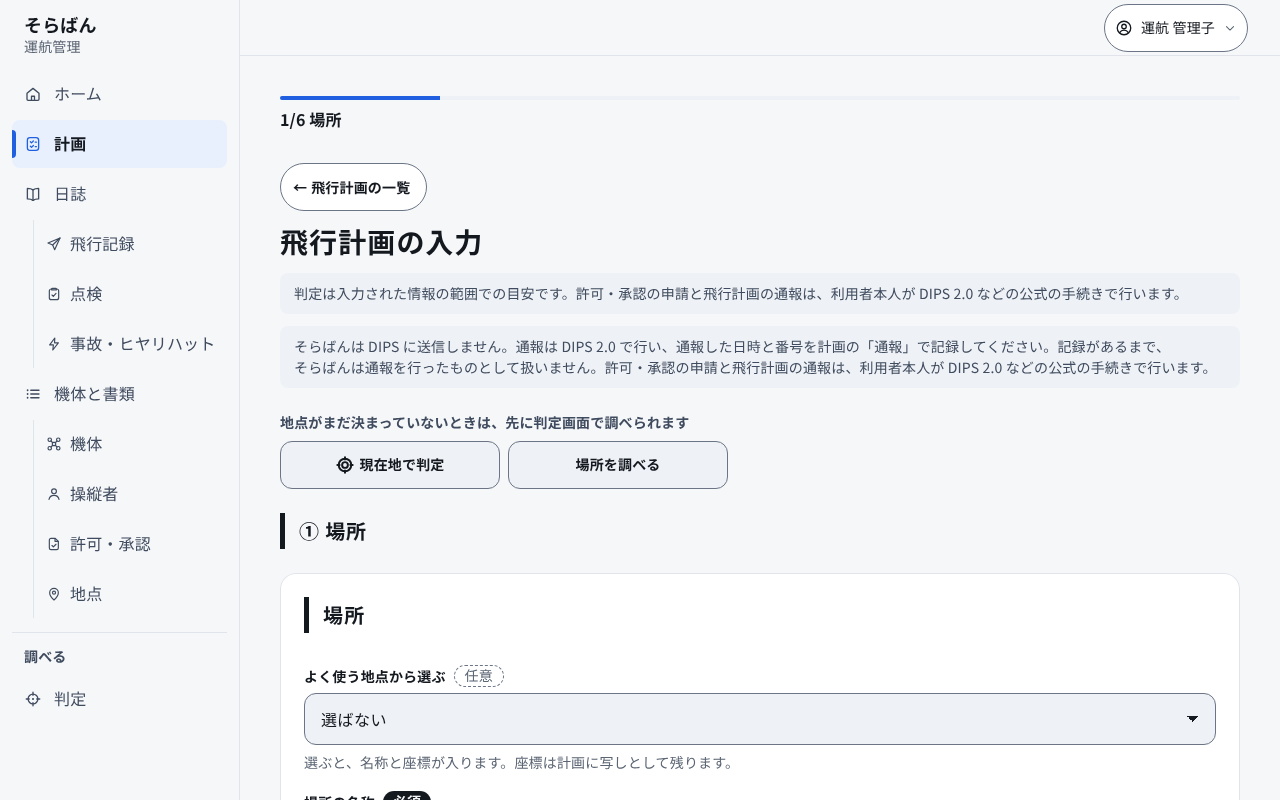 そらばん
運航管理
運航 管理子
ホーム
計画
日誌
飛行記録
点検
事故・ヒヤリハット
機体と書類
機体
操縦者
許可・承認
地点
調べる
判定
1/6 場所
← 飛行計画の一覧
飛行計画の入力
判定は入力された情報の範囲での目安です。許可・承認の申請と飛行計画の通報は、利用者本人が DIPS 2.0 などの公式の手続きで行います。
そらばんは DIPS に送信しません。通報は DIPS 2.0 で行い、通報した日時と番号を計画の「通報」で記録してください。記録があるまで、
そらばんは通報を行ったものとして扱いません。許可・承認の申請と飛行計画の通報は、利用者本人が DIPS 2.0 などの公式の手続きで行います。
地点がまだ決まっていないときは、先に判定画面で調べられます
現在地で判定
場所を調べる
① 場所
場所
よく使う地点から選ぶ 任意
選ばない
選ぶと、名称と座標が入ります。座標は計画に写しとして残ります。
場所の名称 必須